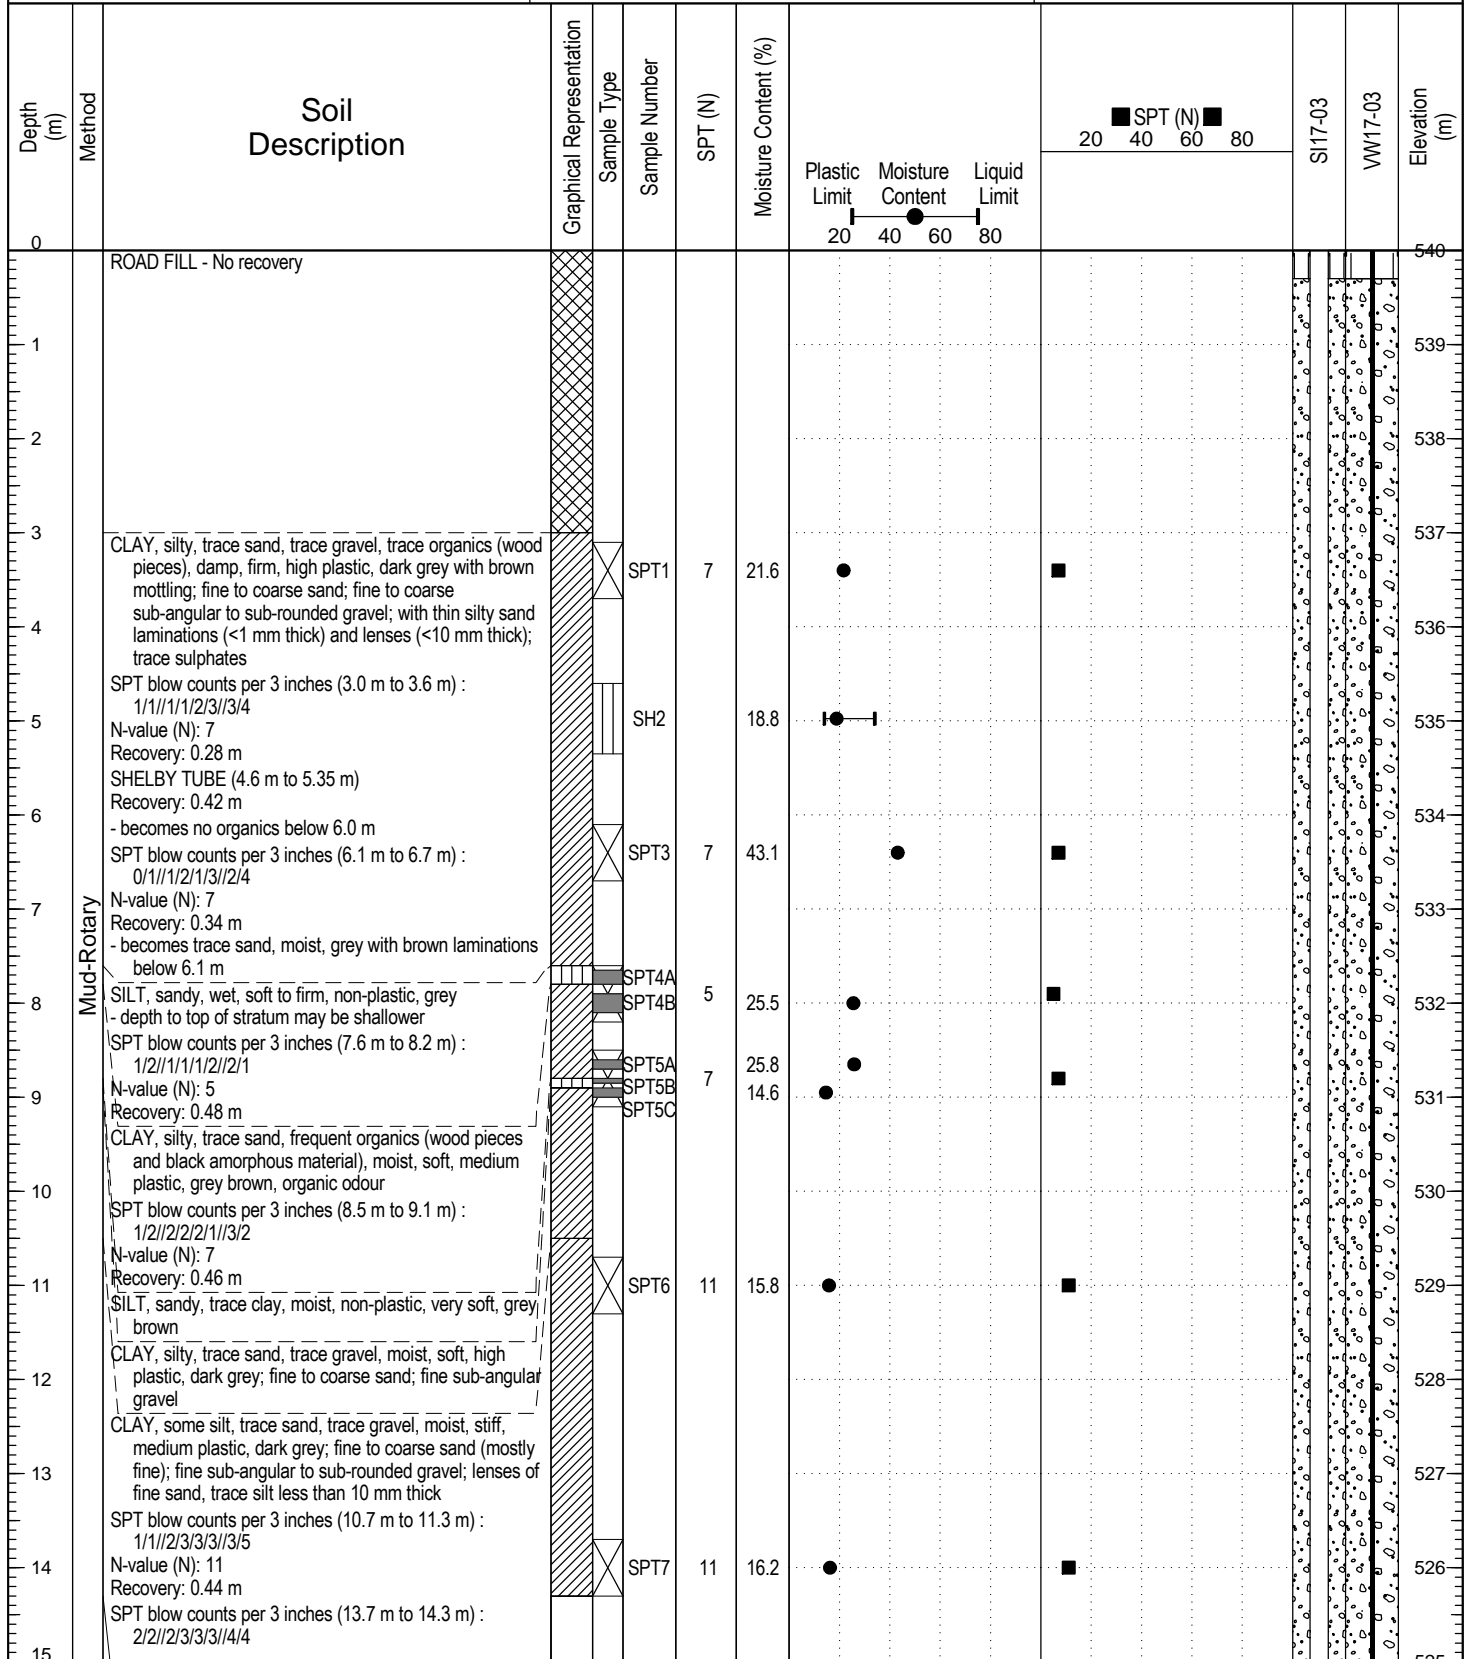 Depth
(m)
Method
Soil
Description
Graphical Representation
Sample Type
Sample Number
SPT (N)
Moisture Content (%)
Plastic Moisture Liquid
Limit Content Limit
20 40 60 80
SPT (N)
20 40 60 80
SI17-03
VW17-03
Elevation
(m)
0
540
ROAD FILL - No recovery
1
539
2
538
3
537
CLAY, silty, trace sand, trace gravel, trace organics (wood
pieces), damp, firm, high plastic, dark grey with brown
mottling; fine to coarse sand; fine to coarse
SPT1 7 21.6
sub-angular to sub-rounded gravel; with thin silty sand
4
536
laminations (<1 mm thick) and lenses (<10 mm thick);
trace sulphates
SPT blow counts per 3 inches (3.0 m to 3.6 m) :
1/1//1/1/2/3//3/4
5
SH2 18.8
535
N-value (N): 7
Recovery: 0.28 m
SHELBY TUBE (4.6 m to 5.35 m)
Recovery: 0.42 m
6
534
- becomes no organics below 6.0 m
SPT blow counts per 3 inches (6.1 m to 6.7 m) :
SPT3 7 43.1
0/1//1/2/1/3//2/4
N-value (N): 7
7
533
Recovery: 0.34 m
- becomes trace sand, moist, grey with brown laminations
below 6.1 m
Mud-Rotary
SPT4A
SILT, sandy, wet, soft to firm, non-plastic, grey
5
8
SPT4B 25.5
532
- depth to top of stratum may be shallower
SPT blow counts per 3 inches (7.6 m to 8.2 m) :
1/2//1/1/1/2//2/1
SPT5A 25.8
7
N-value (N): 5
SPT5B 14.6
9
531
Recovery: 0.48 m
SPT5C
CLAY, silty, trace sand, frequent organics (wood pieces
and black amorphous material), moist, soft, medium
plastic, grey brown, organic odour
10
530
SPT blow counts per 3 inches (8.5 m to 9.1 m) :
1/2//2/2/2/1//3/2
N-value (N): 7
Recovery: 0.46 m
11
SPT6 11 15.8
529
SILT, sandy, trace clay, moist, non-plastic, very soft, grey
brown
CLAY, silty, trace sand, trace gravel, moist, soft, high
plastic, dark grey; fine to coarse sand; fine sub-angular
12
528
gravel
CLAY, some silt, trace sand, trace gravel, moist, stiff,
medium plastic, dark grey; fine to coarse sand (mostly
fine); fine sub-angular to sub-rounded gravel; lenses of
13
527
fine sand, trace silt less than 10 mm thick
SPT blow counts per 3 inches (10.7 m to 11.3 m) :
1/1//2/3/3/3//3/5
N-value (N): 11
14
SPT7 11 16.2
526
Recovery: 0.44 m
SPT blow counts per 3 inches (13.7 m to 14.3 m) :
2/2//2/3/3/3//4/4
15
525